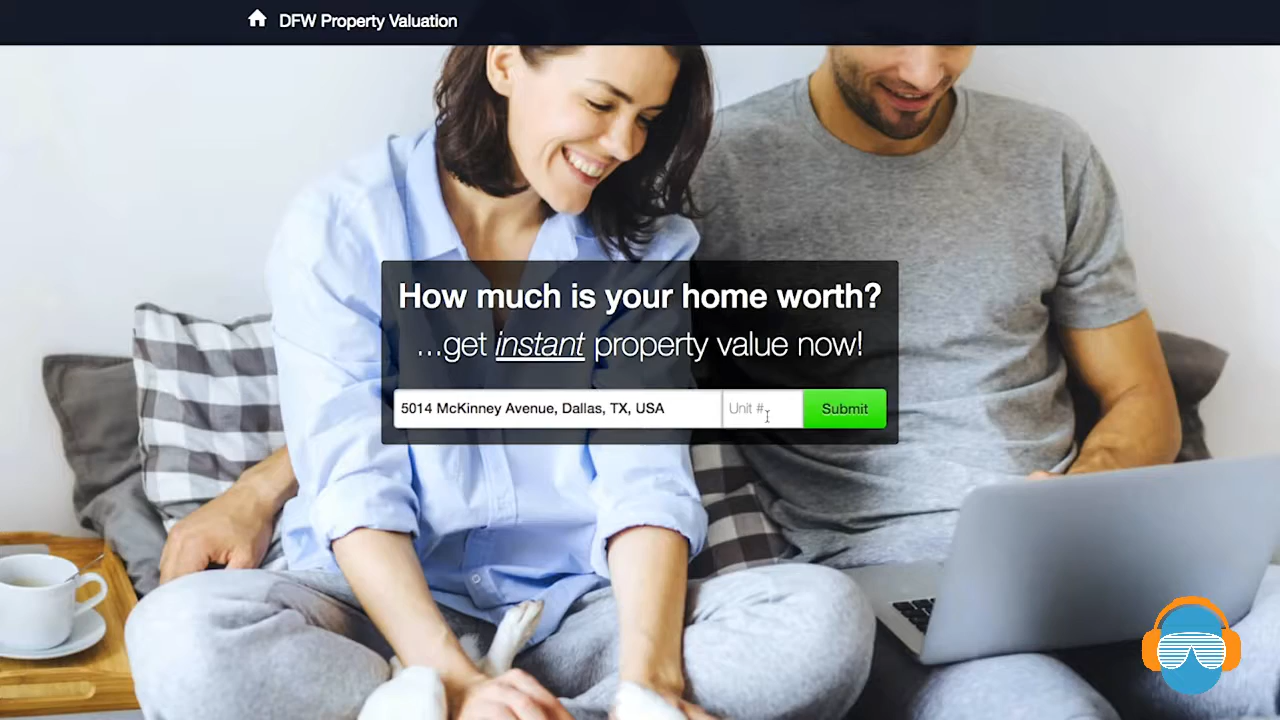 DFW Property Valuation
How much is your home worth?
...get instant property value now!
5014 McKinney Avenue, Dallas, TX, USA
Unit #
Submit